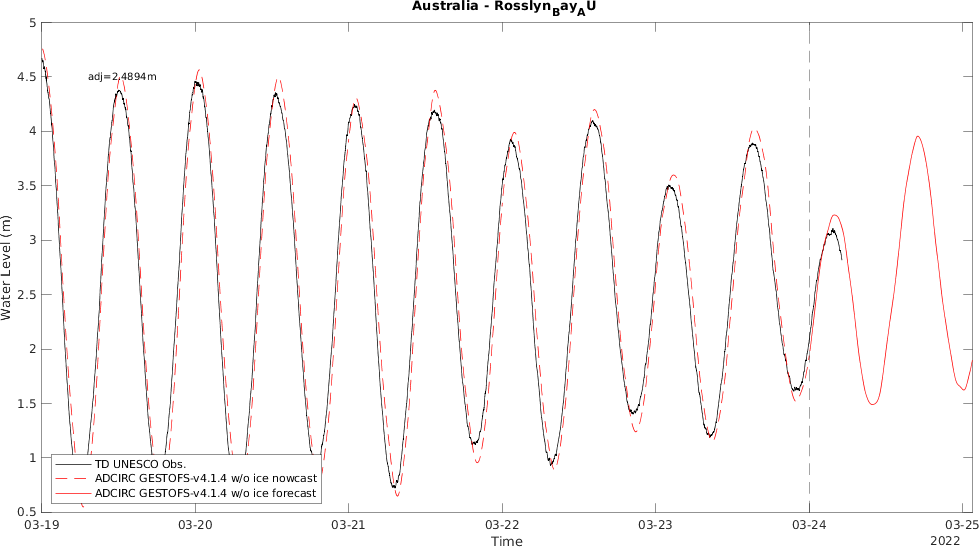 Australia - RosslynBayAU
5
4.5
4
3.5
3
2.5
2
1.5
1
0.5
Water Level (m)
adj=2.4894m
TD UNESCO Obs.
ADCIRC GESTOFS-v4.1.4 w/o ice nowcast
ADCIRC GESTOFS-v4.1.4 w/o ice forecast
03-19 03-20 03-21 03-22 03-23 03-24 03-25
Time 2022